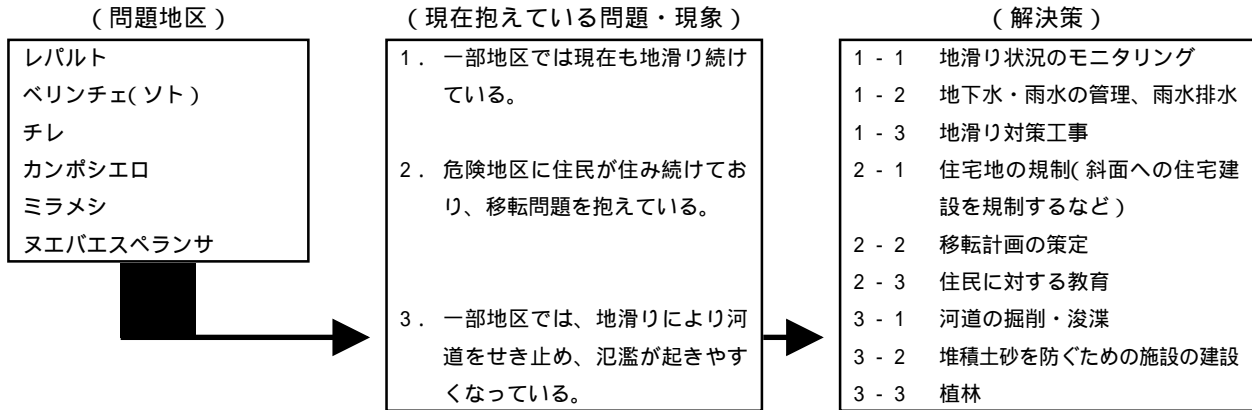 （問題地区）
レパルト
ベリンチェ(ソト)
チレ
カンポシエロ
ミラメシ
ヌエバエスペランサ
（現在抱えている問題・現象）
1．一部地区では現在も地滑り続け
ている。
2．危険地区に住民が住み続けてお
り、移転問題を抱えている。
3．一部地区では、地滑りにより河
道をせき止め、氾濫が起きやす
くなっている。
（解決策）
1 - 1 地滑り状況のモニタリング
1 - 2 地下水・雨水の管理、雨水排水
1 - 3 地滑り対策工事
2 - 1 住宅地の規制(斜面への住宅建
設を規制するなど)
2 - 2 移転計画の策定
2 - 3 住民に対する教育
3 - 1 河道の掘削・浚渫
3 - 2 堆積土砂を防ぐための施設の建設
3 - 3 植林